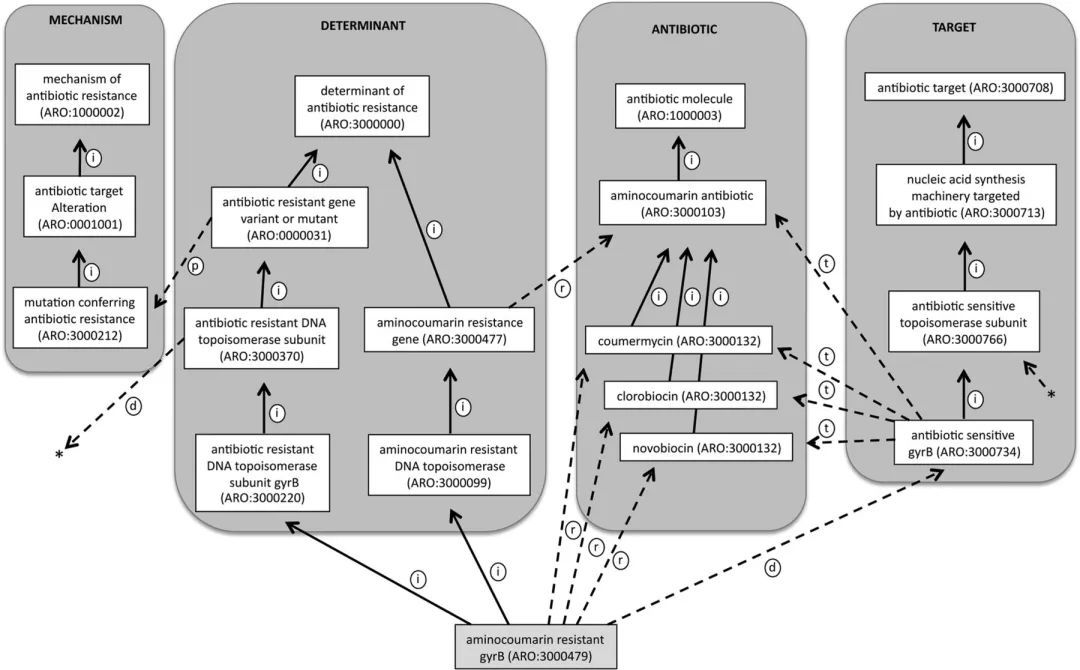 MECHANISM
mechanism of
antibiotic resistance
(ARO:1000002)
i
antibiotic target
Alteration
(ARO:0001001)
i
mutation conferring
antibiotic resistance
(ARO:3000212)
DETERMINANT
determinant of
antibiotic resistance
(ARO:3000000)
i
antibiotic resistant gene
variant or mutant
(ARO:0000031)
i
p
i
antibiotic resistant DNA
topoisomerase subunit
(ARO:3000370)
aminocoumarin resistance
gene (ARO:3000477)
r
d
*
i
i
antibiotic resistant
DNA topoisomerase
subunit gyrB
(ARO:3000220)
aminocoumarin resistant
DNA topoisomerase
(ARO:3000099)
i
i
ANTIBIOTIC
antibiotic molecule
(ARO:1000003)
i
aminocoumarin antibiotic
(ARO:3000103)
i
i
i
coumermycin (ARO:3000132)
clorobiocin (ARO:3000132)
novobiocin (ARO:3000132)
r
r
r
TARGET
antibiotic target (ARO:3000708)
i
nucleic acid synthesis
machinery targeted
by antibiotic (ARO:3000713)
i
t
antibiotic sensitive
topoisomerase subunit
(ARO:3000766)
t
t
t
i
*
antibiotic sensitive
gyrB (ARO:3000734)
d
aminocoumarin resistant
gyrB (ARO:3000479)